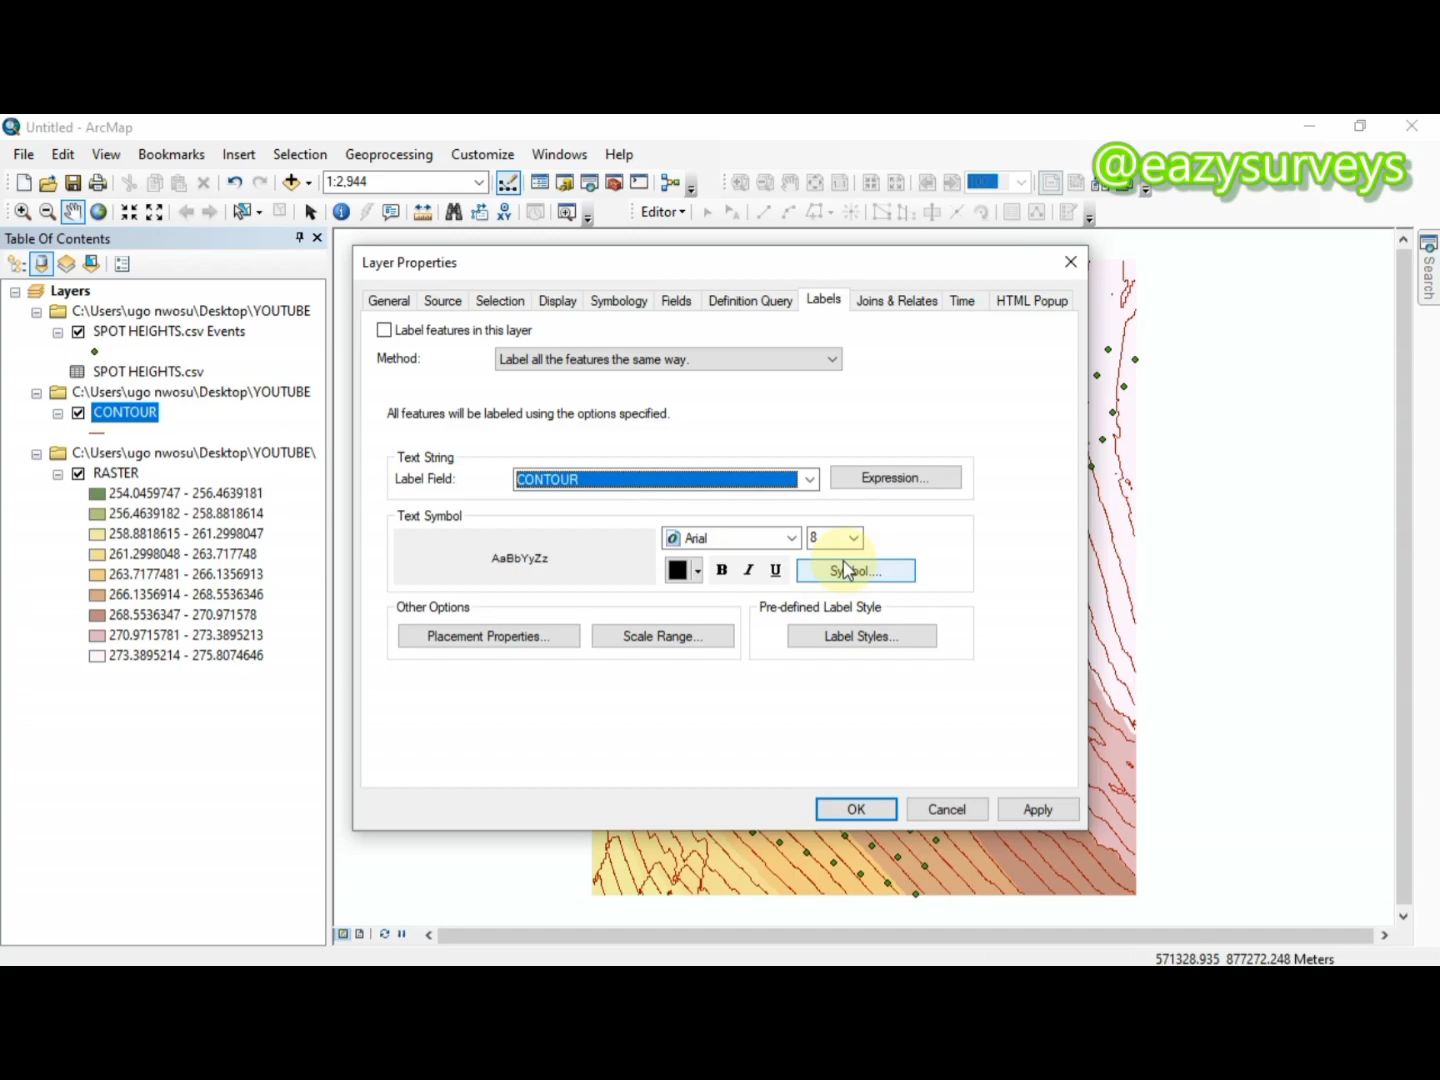 Untitled - ArcMap
@eazysurveys
File Edit View Bookmarks Insert Selection Geoprocessing Customize Windows Help
1:2,944
Editor
Table Of Contents
Search
Layers
C:\Users\ugo nwosu\Desktop\YOUTUBE
SPOT HEIGHTS.csv Events
SPOT HEIGHTS.csv
C:\Users\ugo nwosu\Desktop\YOUTUBE
CONTOUR
C:\Users\ugo nwosu\Desktop\YOUTUBE\
RASTER
254.0459747 - 256.4639181
256.4639182 - 258.8818614
258.8818615 - 261.2998047
261.2998048 - 263.717748
263.7177481 - 266.1356913
266.1356914 - 268.5536346
268.5536347 - 270.971578
270.9715781 - 273.3895213
273.3895214 - 275.8074646
Layer Properties
General Source Selection Display Symbology Fields Definition Query Labels Joins & Relates Time HTML Popup
Label features in this layer
Method: Label all the features the same way.
All features will be labeled using the options specified.
Text String
Label Field: CONTOUR Expression...
Text Symbol
AaBbYyZz
Arial 8
B I U Symbol...
Other Options
Placement Properties... Scale Range...
Pre-defined Label Style
Label Styles...
OK Cancel Apply
571328.935 877272.248 Meters